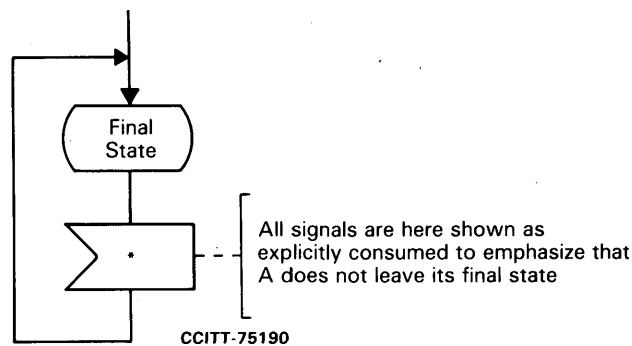 Final
State
*
All signals are here shown as
explicitly consumed to emphasize that
A does not leave its final state
CCITT-75190